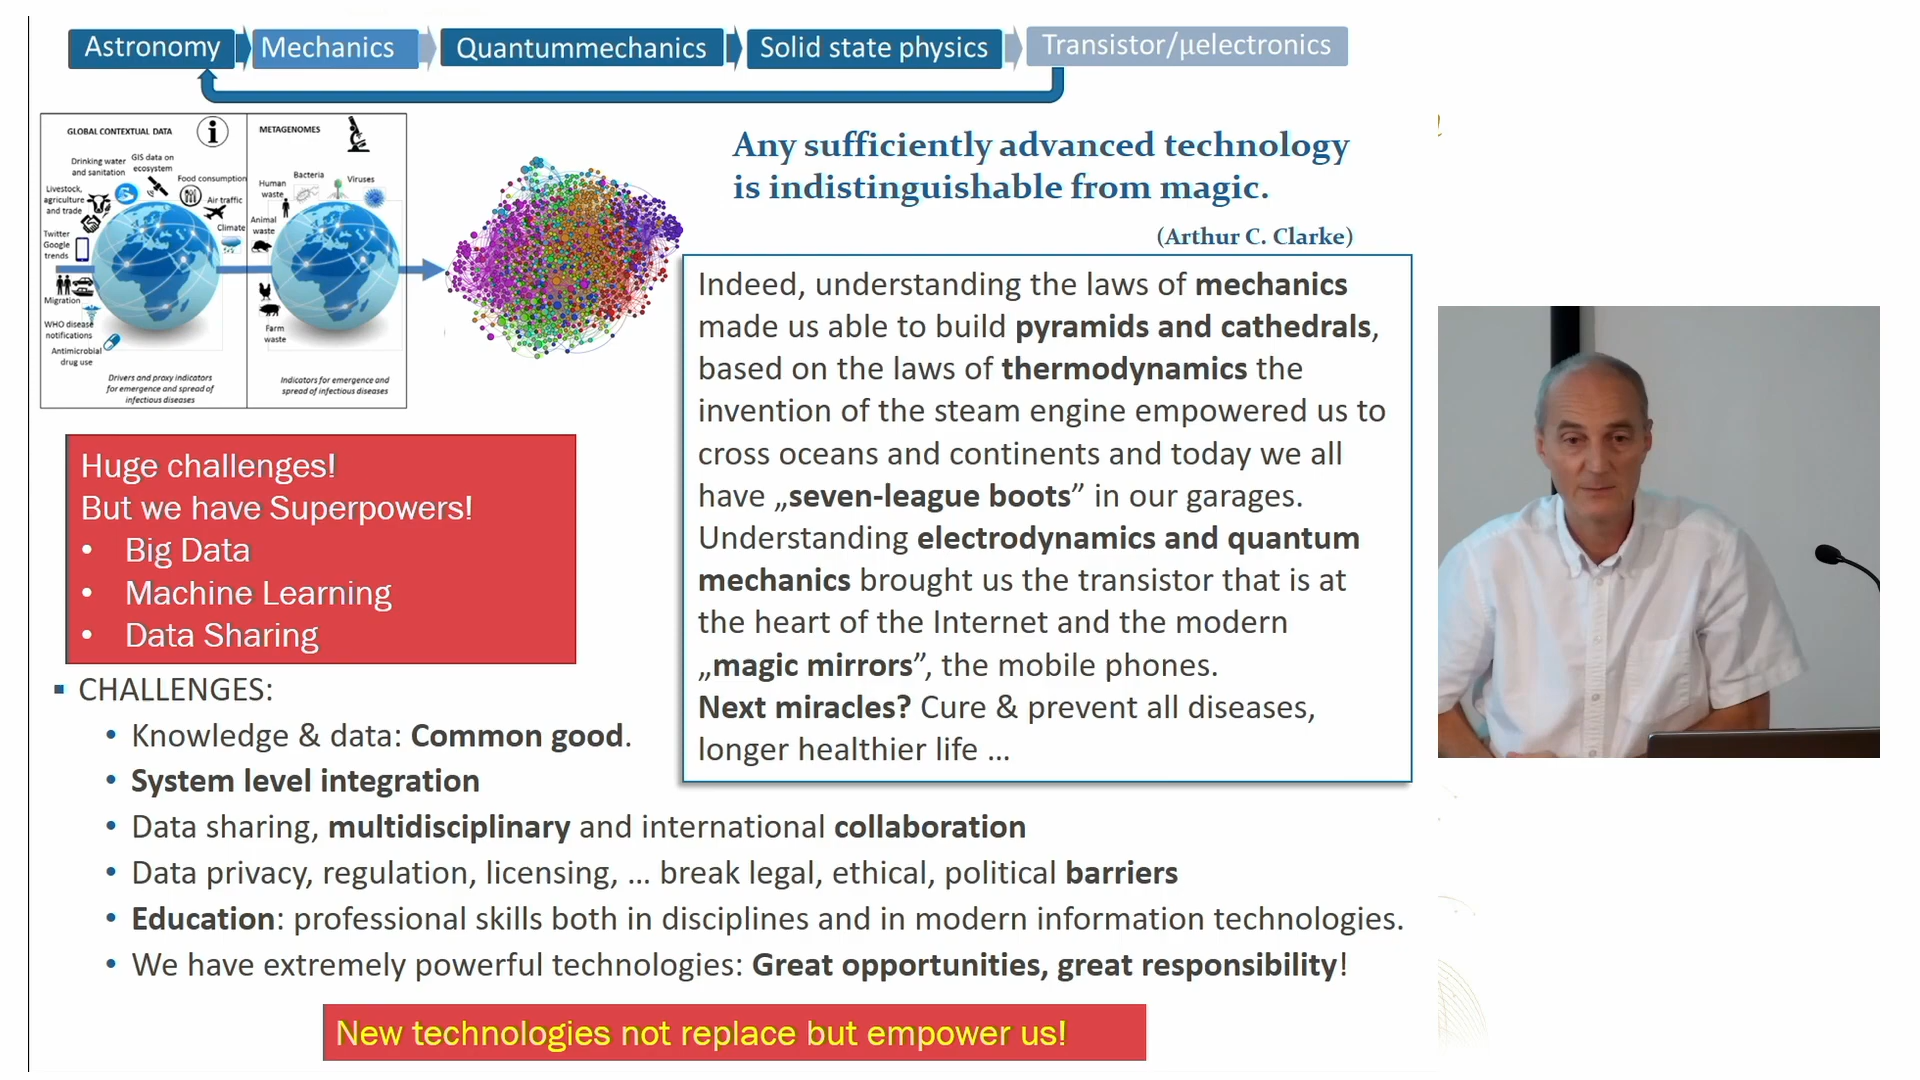 Astronomy
Mechanics
Quantummechanics
Solid state physics
Transistor/µelectronics
GLOBAL CONTEXTUAL DATA
Drinking water
and sanitation
GIS data on
ecosystem
Food consumption
Livestock,
agriculture
and trade
Air traffic
Climate
Twitter
Google
trends
Migration
WHO disease
notifications
Antimicrobial
drug use
Drivers and proxy indicators
for emergence and spread of
infectious diseases
METAGENOMES
Human
waste
Bacteria
Viruses
Animal
waste
Farm
waste
Indicators for emergence and
spread of infectious diseases
Any sufficiently advanced technology
is indistinguishable from magic.
(Arthur C. Clarke)
Indeed, understanding the laws of mechanics
made us able to build pyramids and cathedrals,
based on the laws of thermodynamics the
invention of the steam engine empowered us to
cross oceans and continents and today we all
have „seven-league boots” in our garages.
Understanding electrodynamics and quantum
mechanics brought us the transistor that is at
the heart of the Internet and the modern
„magic mirrors”, the mobile phones.
Next miracles? Cure & prevent all diseases,
longer healthier life ...
Huge challenges!
But we have Superpowers!
• Big Data
• Machine Learning
• Data Sharing
▪ CHALLENGES:
• Knowledge & data: Common good.
• System level integration
• Data sharing, multidisciplinary and international collaboration
• Data privacy, regulation, licensing, ... break legal, ethical, political barriers
• Education: professional skills both in disciplines and in modern information technologies.
• We have extremely powerful technologies: Great opportunities, great responsibility!
New technologies not replace but empower us!